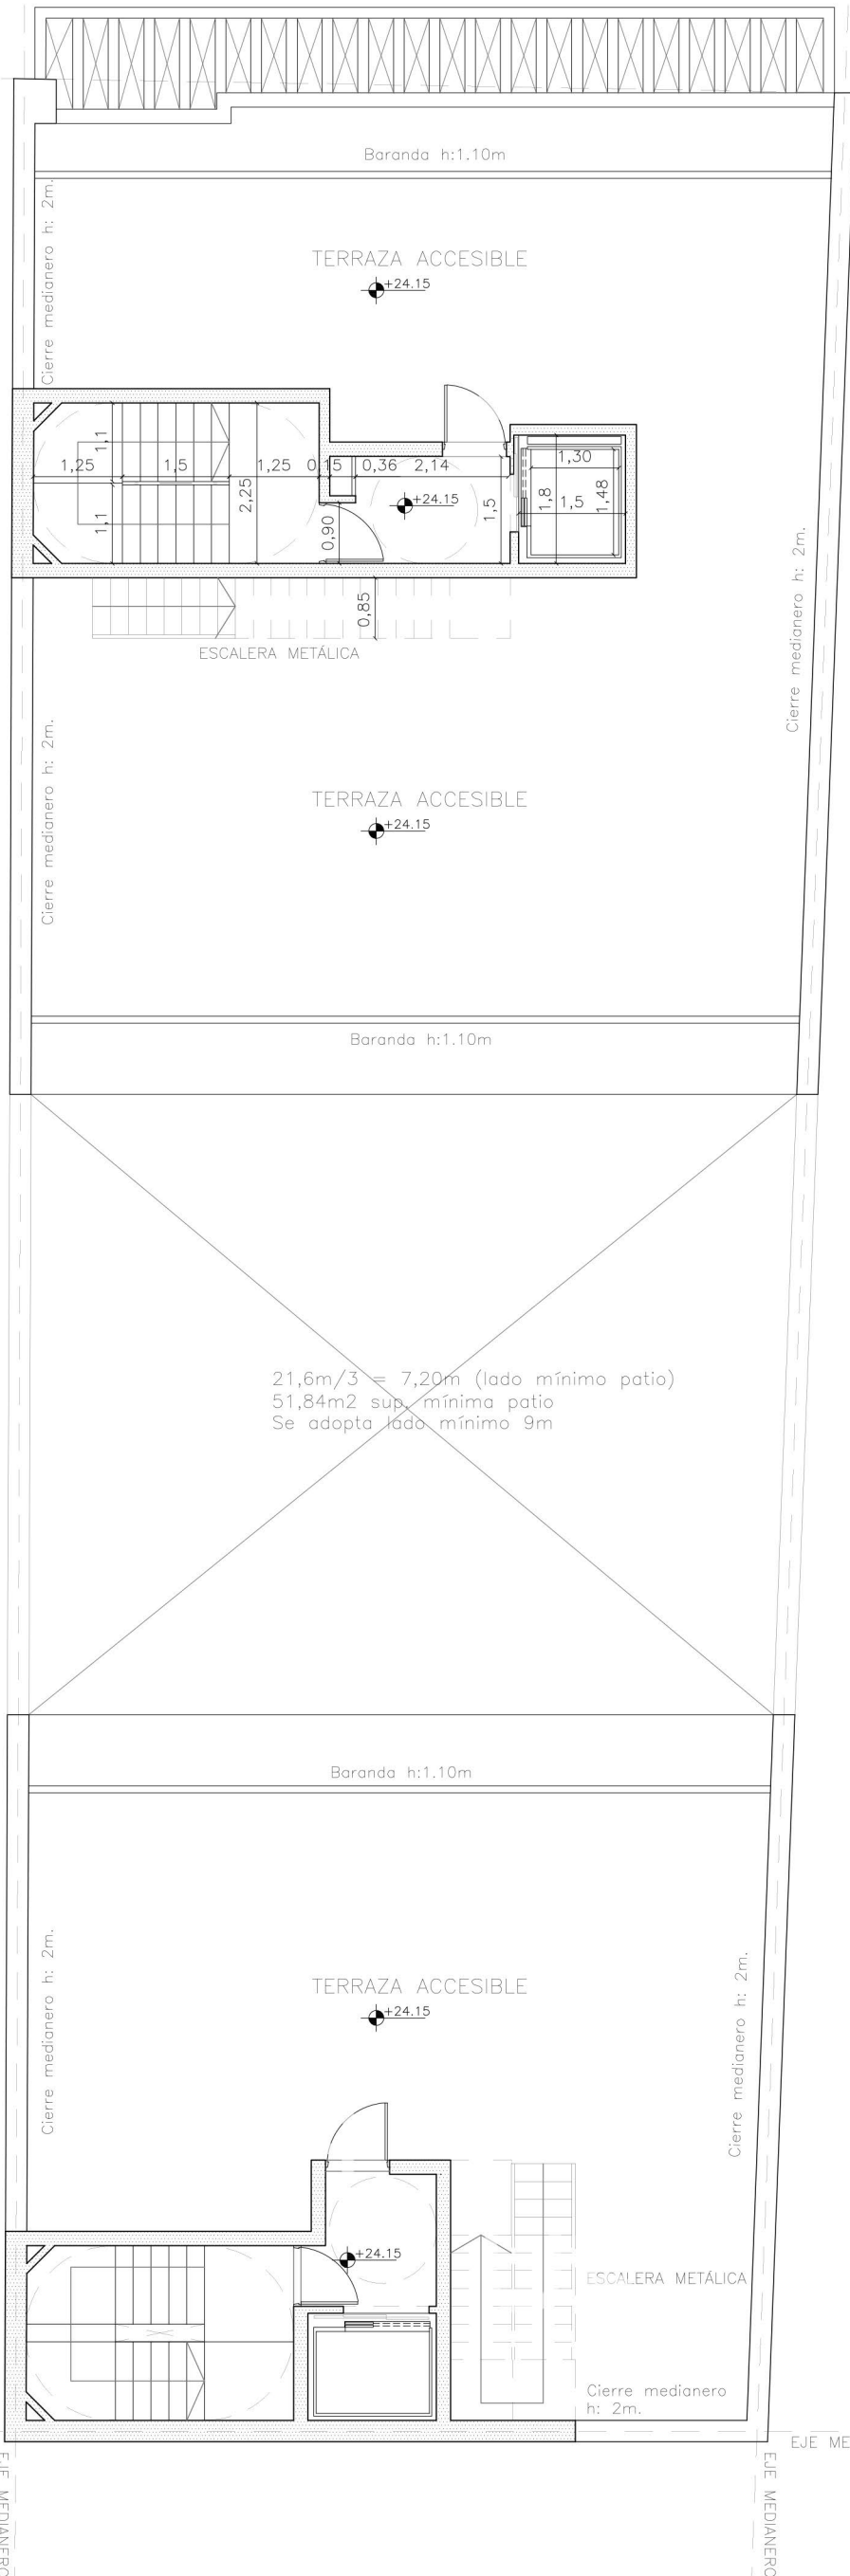 Baranda h:1.10m
Cierre medianero h: 2m.
TERRAZA ACCESIBLE
+24.15
1,1
1,25
1,5
1,25
0,15
0,36
2,14
1,30
2,25
1,5
1,8
1,5
1,48
+24.15
1,1
0,90
0,85
ESCALERA METÁLICA
Cierre medianero h: 2m.
Cierre medianero h: 2m.
TERRAZA ACCESIBLE
+24.15
Baranda h:1.10m
21,6m/3 = 7,20m (lado mínimo patio)
51,84m2 sup. mínima patio
Se adopta lado mínimo 9m
Baranda h:1.10m
Cierre medianero h: 2m.
Cierre medianero h: 2m.
TERRAZA ACCESIBLE
+24.15
+24.15
ESCALERA METÁLICA
Cierre medianero
h: 2m.
EJE ME
EJE MEDIANERO
EJE MEDIANERO